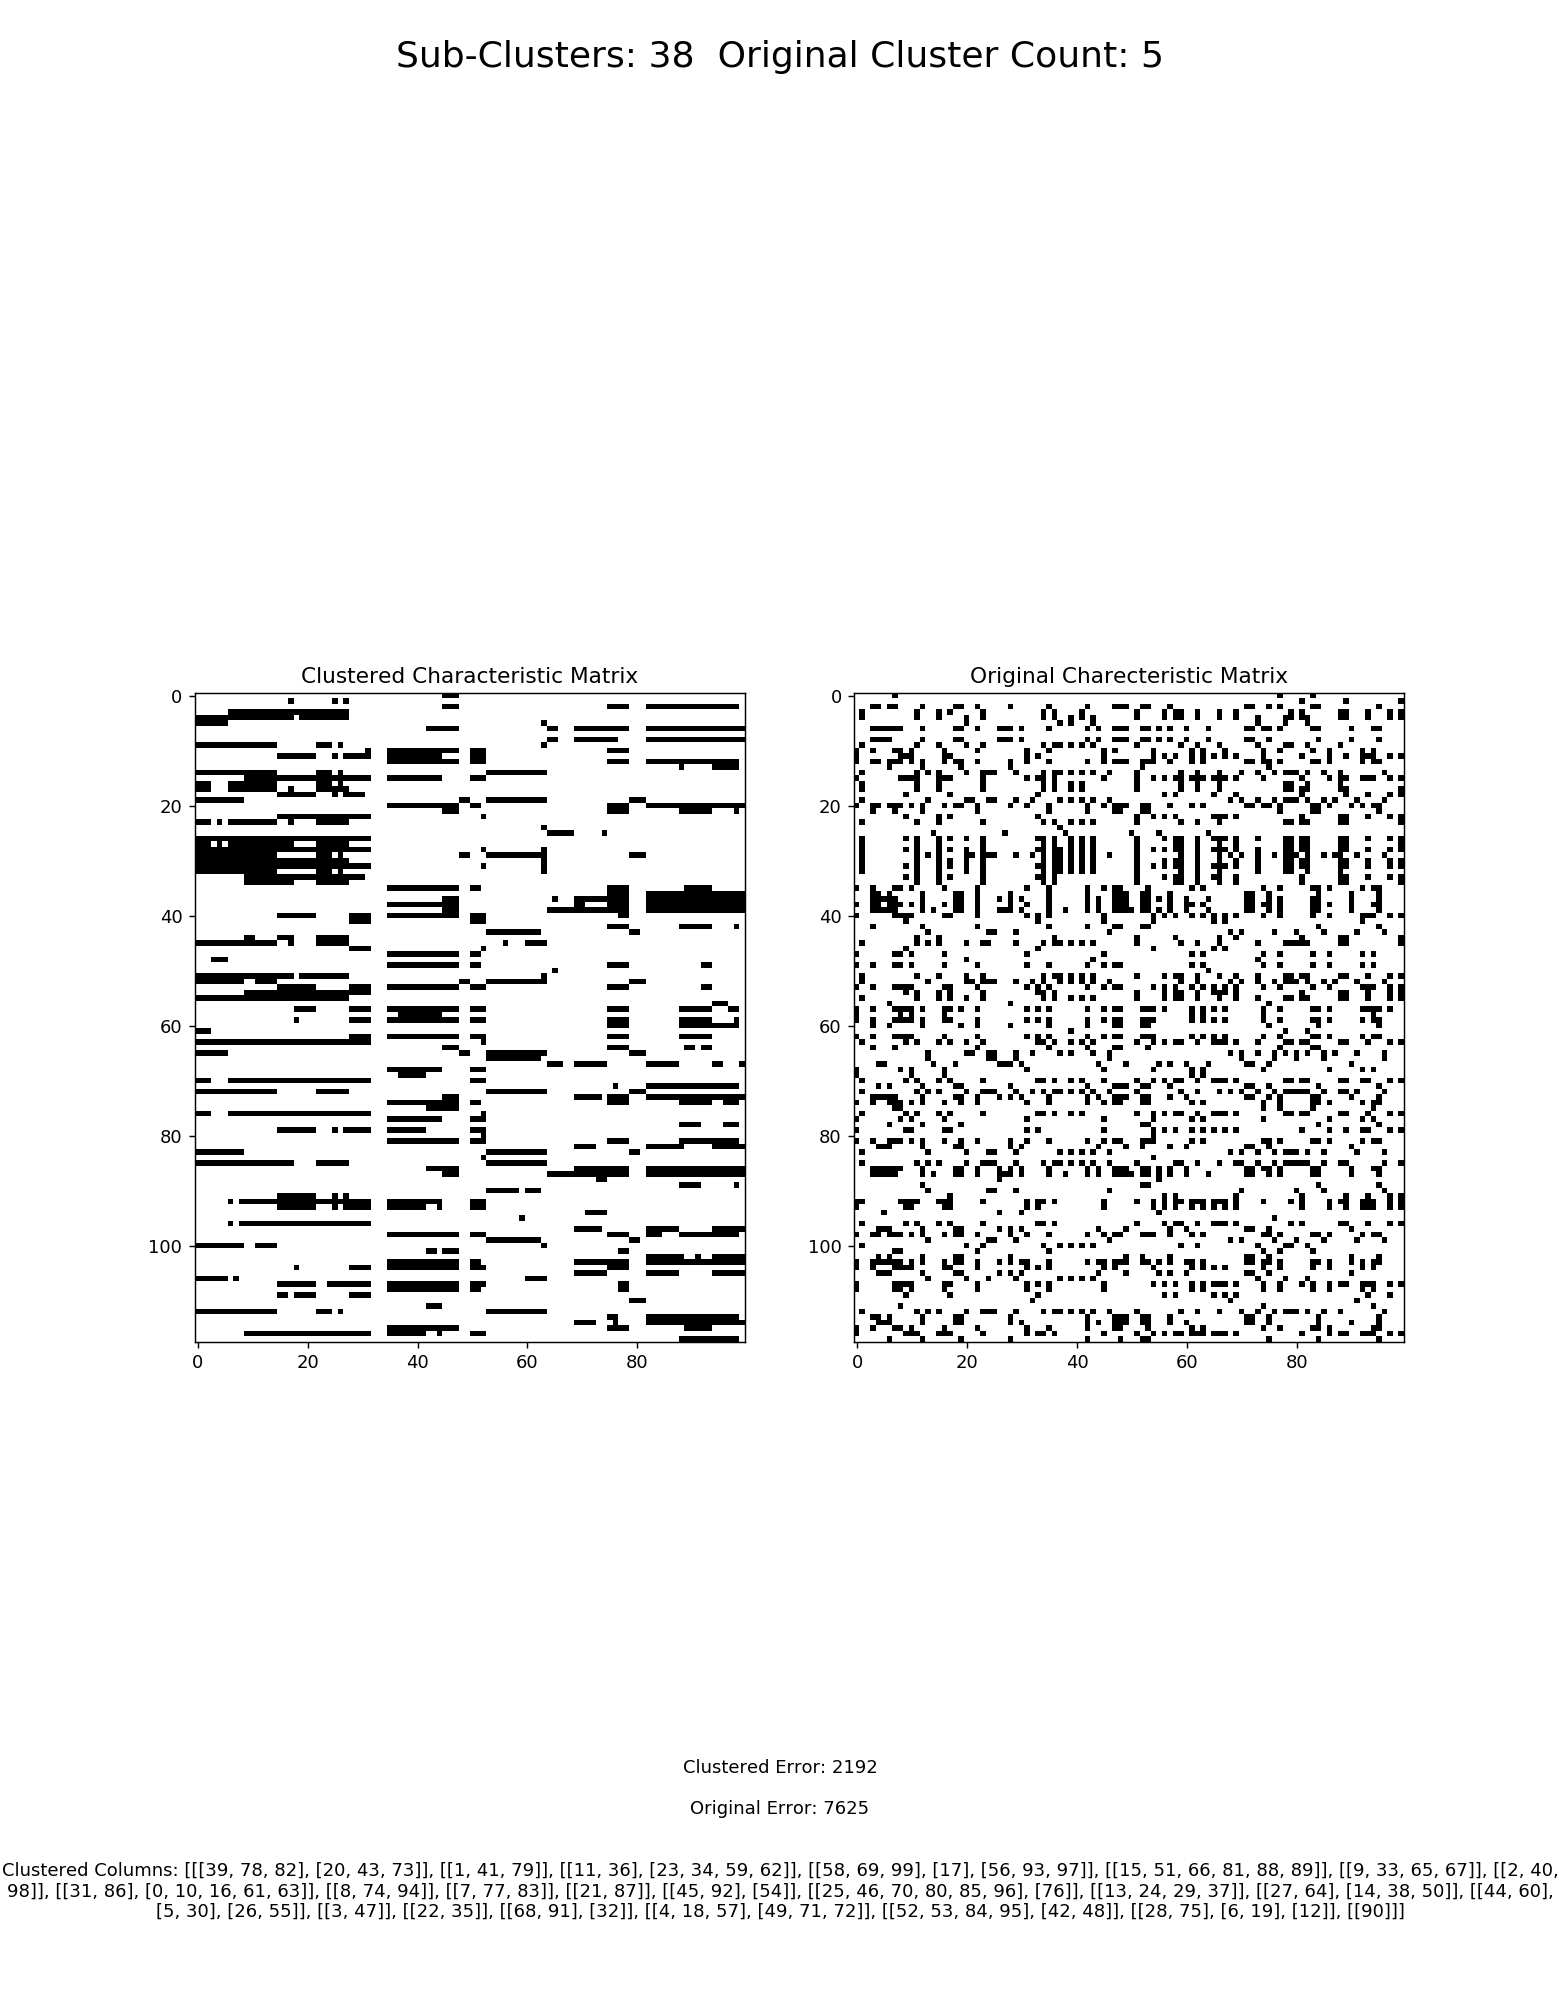 Sub-Clusters: 38  Original Cluster Count: 5
Clustered Characteristic Matrix
0
20
40
60
80
100
0 20 40 60 80
Original Charecteristic Matrix
0
20
40
60
80
100
0 20 40 60 80
Clustered Error: 2192
Original Error: 7625
Clustered Columns: [[[39, 78, 82], [20, 43, 73]], [[1, 41, 79]], [[11, 36], [23, 34, 59, 62]], [[58, 69, 99], [17], [56, 93, 97]], [[15, 51, 66, 81, 88, 89]], [[9, 33, 65, 67]], [[2, 40,
98]], [[31, 86], [0, 10, 16, 61, 63]], [[8, 74, 94]], [[7, 77, 83]], [[21, 87]], [[45, 92], [54]], [[25, 46, 70, 80, 85, 96], [76]], [[13, 24, 29, 37]], [[27, 64], [14, 38, 50]], [[44, 60],
[5, 30], [26, 55]], [[3, 47]], [[22, 35]], [[68, 91], [32]], [[4, 18, 57], [49, 71, 72]], [[52, 53, 84, 95], [42, 48]], [[28, 75], [6, 19], [12]], [[90]]]